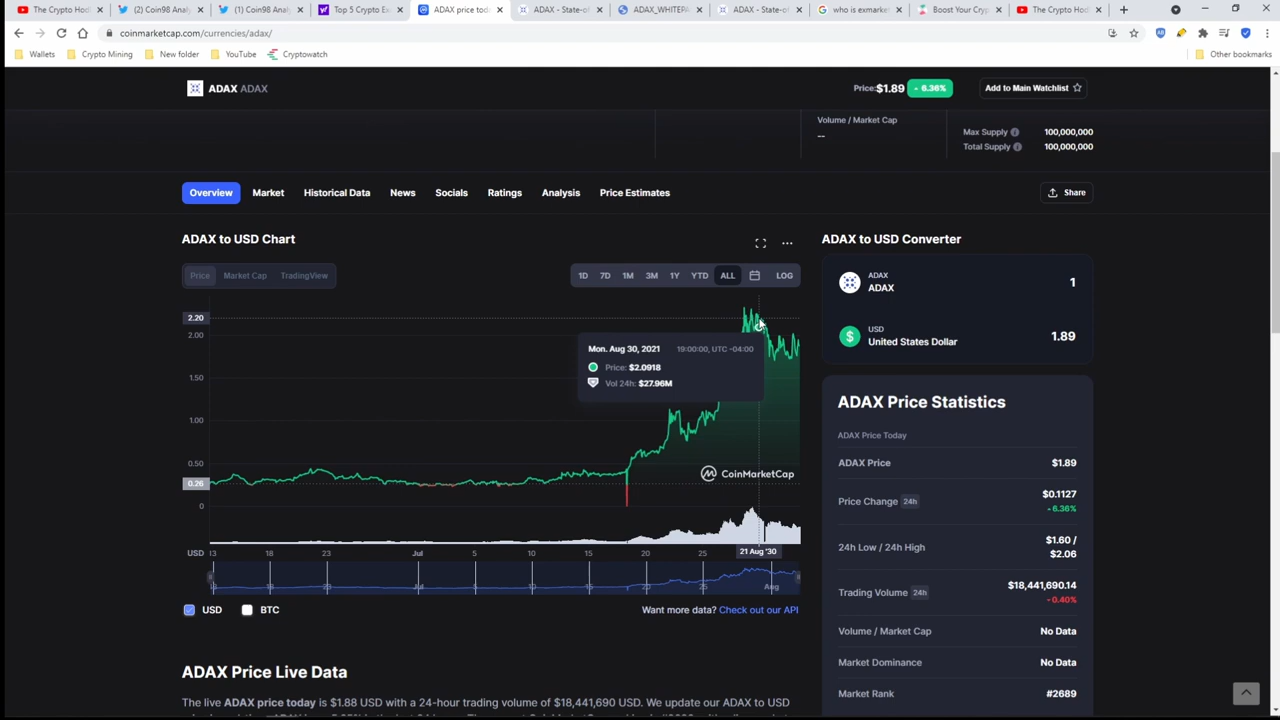 The Crypto Hod
(2) Coin98 Analy
(1) Coin98 Analy
Top 5 Crypto Ex
ADAX price tod
ADAX - State-of
ADAX_WHITEPA
ADAX - State-of
who is exmarke
Boost Your Cryp
The Crypto Hod
coinmarketcap.com/currencies/adax/
Wallets
Crypto Mining
New folder
YouTube
Cryptowatch
Other bookmarks
ADAX ADAX
Price: $1.89 6.36%
Add to Main Watchlist
Volume / Market Cap
--
Max Supply 100,000,000
Total Supply 100,000,000
Overview Market Historical Data News Socials Ratings Analysis Price Estimates
Share
ADAX to USD Chart
Price Market Cap TradingView
1D 7D 1M 3M 1Y YTD ALL LOG
2.20
2.00
1.50
1.00
0.50
0.26
0
Mon. Aug 30, 2021 19:00:00, UTC -04:00
Price: $2.0918
Vol 24h: $27.96M
CoinMarketCap
USD 13 18 23 Jul 5 10 15 20 25 21 Aug '30
Jul Aug
USD BTC
Want more data? Check out our API
ADAX to USD Converter
ADAX
ADAX 1
USD
United States Dollar 1.89
ADAX Price Statistics
ADAX Price Today
ADAX Price $1.89
Price Change 24h $0.1127
6.36%
24h Low / 24h High $1.60 /
$2.06
Trading Volume 24h $18,441,690.14
0.40%
Volume / Market Cap No Data
Market Dominance No Data
Market Rank #2689
ADAX Price Live Data
The live ADAX price today is $1.88 USD with a 24-hour trading volume of $18,441,690 USD. We update our ADAX to USD